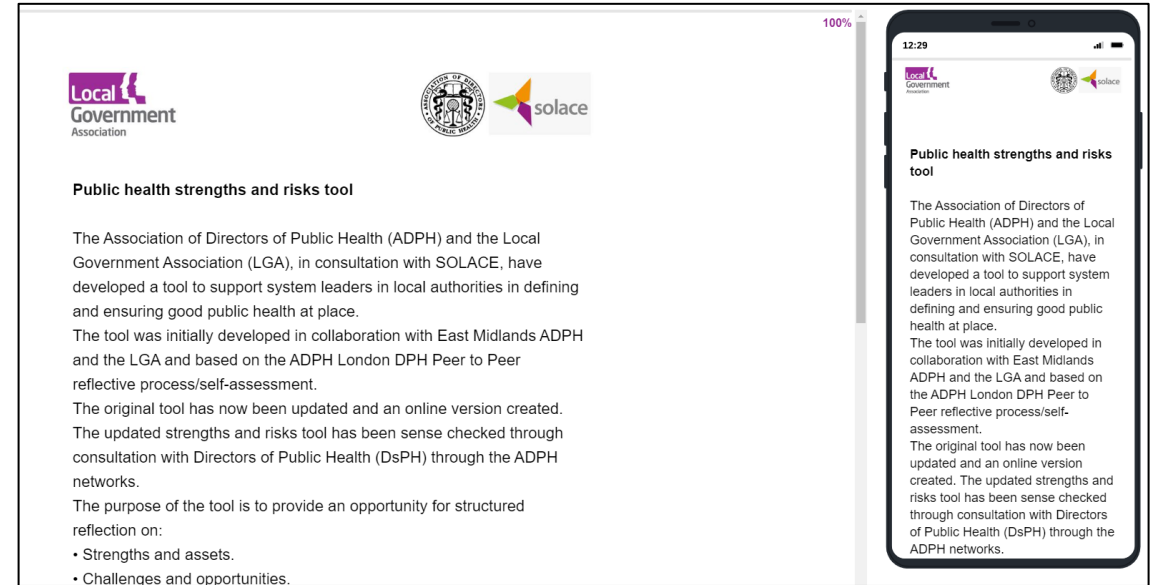 100%
Local
Government
Association
ASSOCIATION OF DIRECTORS OF PUBLIC HEALTH
solace
Public health strengths and risks tool
The Association of Directors of Public Health (ADPH) and the Local
Government Association (LGA), in consultation with SOLACE, have
developed a tool to support system leaders in local authorities in defining
and ensuring good public health at place.
The tool was initially developed in collaboration with East Midlands ADPH
and the LGA and based on the ADPH London DPH Peer to Peer
reflective process/self-assessment.
The original tool has now been updated and an online version created.
The updated strengths and risks tool has been sense checked through
consultation with Directors of Public Health (DsPH) through the ADPH
networks.
The purpose of the tool is to provide an opportunity for structured
reflection on:
• Strengths and assets.
• Challenges and opportunities.
12:29
Local
Government
Association
solace
Public health strengths and risks
tool
The Association of Directors of
Public Health (ADPH) and the Local
Government Association (LGA), in
consultation with SOLACE, have
developed a tool to support system
leaders in local authorities in
defining and ensuring good public
health at place.
The tool was initially developed in
collaboration with East Midlands
ADPH and the LGA and based on
the ADPH London DPH Peer to
Peer reflective process/self-
assessment.
The original tool has now been
updated and an online version
created. The updated strengths and
risks tool has been sense checked
through consultation with Directors
of Public Health (DsPH) through the
ADPH networks.